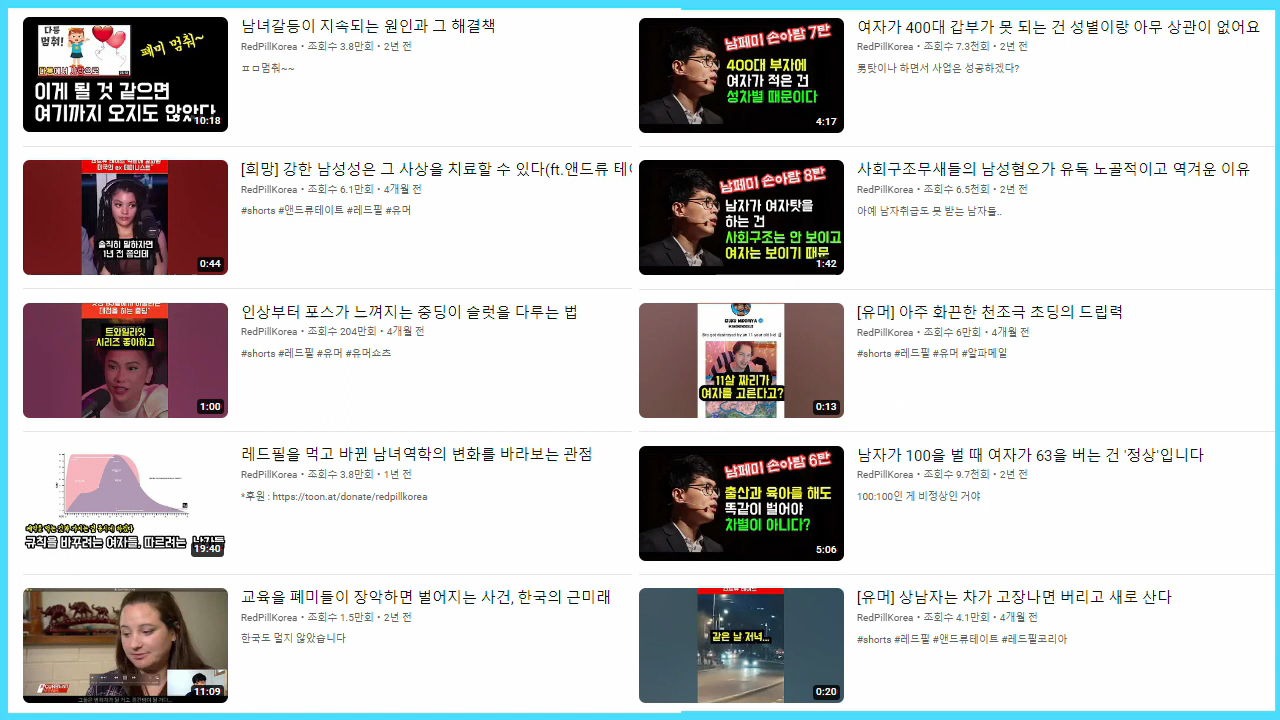 다툼
멈춰!
페미 멈춰~
이게 될 것 같으면
여기까지 오지도 않았다
10:18
남녀갈등이 지속되는 원인과 그 해결책
RedPillKorea • 조회수 3.8만회 • 2년 전
ㅍㅁ멈춰~~
솔직히 말하자면
1년 전 쯤인데
0:44
[희망] 강한 남성성은 그 사상을 치료할 수 있다(ft.앤드류 테이
RedPillKorea • 조회수 6.1만회 • 4개월 전
#shorts #앤드류테이트 #레드필 #유머
트와일라잇
시리즈 좋아하고
1:00
인상부터 포스가 느껴지는 중딩이 슬럿을 다루는 법
RedPillKorea • 조회수 204만회 • 4개월 전
#shorts #레드필 #유머 #유머쇼츠
규칙을 바꾸려는 여자들, 따르려는 남자들
19:40
레드필을 먹고 바뀐 남녀역학의 변화를 바라보는 관점
RedPillKorea • 조회수 3.8만회 • 1년 전
*후원 : https://toon.at/donate/redpillkorea
11:09
교육을 폐미들이 장악하면 벌어지는 사건, 한국의 근미래
RedPillKorea • 조회수 1.5만회 • 2년 전
한국도 멀지 않았습니다
남페미 손아람 7반
400대 부자에
여자가 적은 건
성차별 때문이다
4:17
여자가 400대 갑부가 못 되는 건 성별이랑 아무 상관이 없어요
RedPillKorea • 조회수 7.3천회 • 2년 전
男탓이나 하면서 사업은 성공하겠다?
남페미 손아람 8반
남자가 여자탓을
하는 건
사회구조는 안 보이고
여자는 보이기 때문
1:42
사회구조무새들의 남성혐오가 유독 노골적이고 역겨운 이유
RedPillKorea • 조회수 6.5천회 • 2년 전
아예 남자취급도 못 받는 남자들..
11살 짜리가
여자를 고른다고?
0:13
[유머] 아주 화끈한 천조극 초딩의 드립력
RedPillKorea • 조회수 6만회 • 4개월 전
#shorts #레드필 #유머 #알파메일
남페미 손아람 6반
출산과 육아를 해도
똑같이 벌어야
차별이 아니다?
5:06
남자가 100을 벌 때 여자가 63을 버는 건 '정상'입니다
RedPillKorea • 조회수 9.7천회 • 2년 전
100:100인 게 비정상인 거야
같은 날 저녁...
0:20
[유머] 상남자는 차가 고장나면 버리고 새로 산다
RedPillKorea • 조회수 4.1만회 • 4개월 전
#shorts #레드필 #앤드류테이트 #레드필코리아